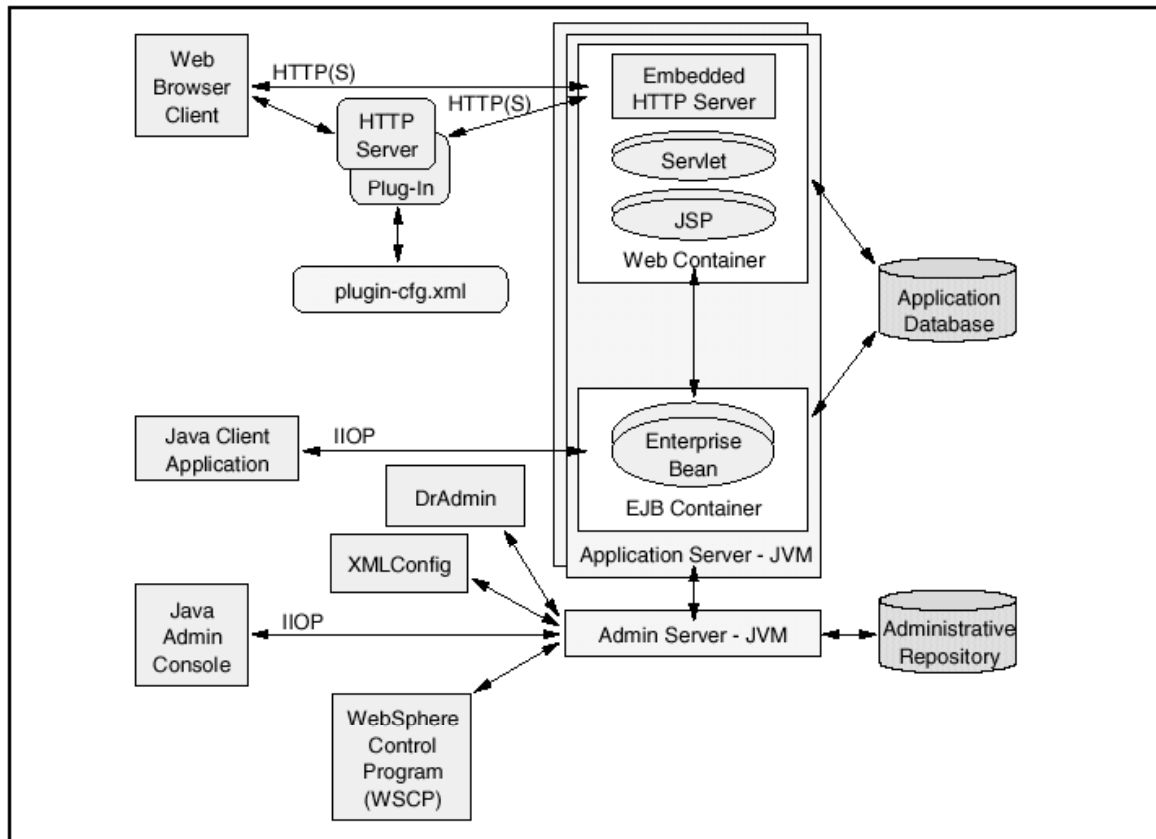 Web
Browser
Client
HTTP(S)
HTTP(S)
HTTP
Server
Plug-In
plugin-cfg.xml
Embedded
HTTP Server
Servlet
JSP
Web Container
Application
Database
Java Client
Application
IIOP
Enterprise
Bean
EJB Container
Application Server - JVM
DrAdmin
XMLConfig
Java
Admin
Console
IIOP
Admin Server - JVM
Administrative
Repository
WebSphere
Control
Program
(WSCP)